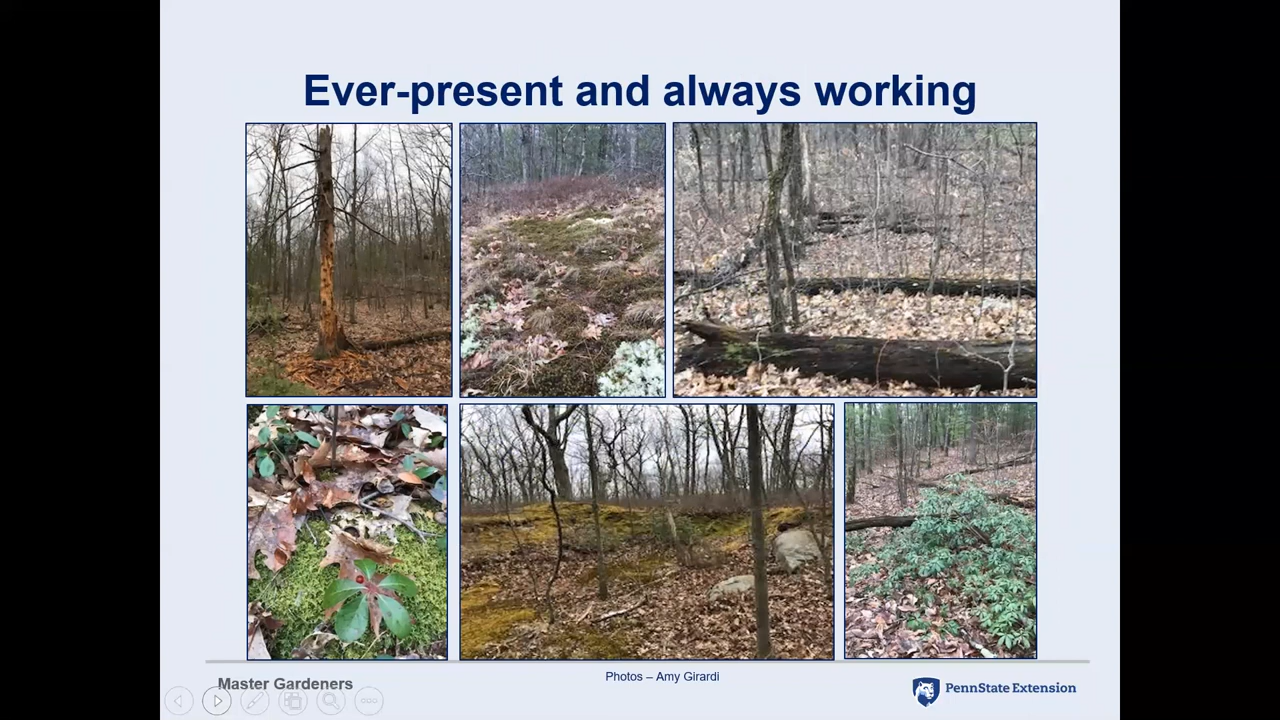 Ever-present and always working
Photos – Amy Girardi
Master Gardeners
PennState Extension